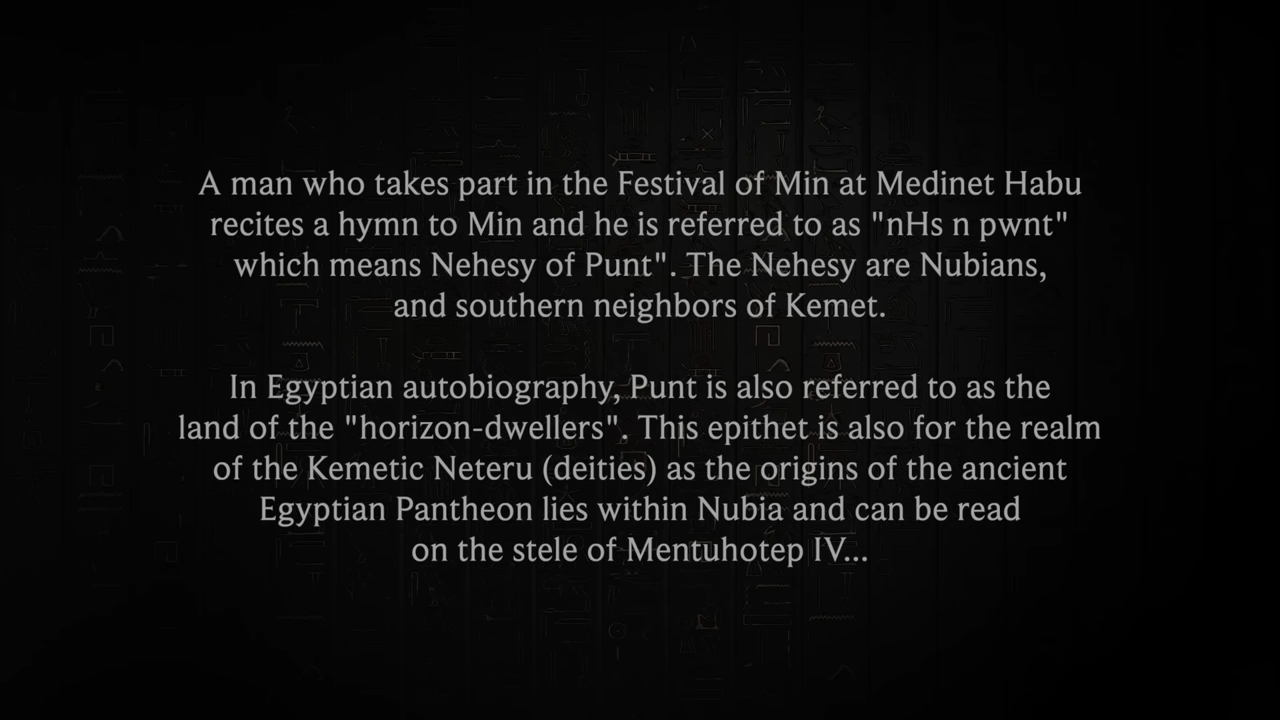 A man who takes part in the Festival of Min at Medinet Habu
recites a hymn to Min and he is referred to as "nHs n pwnt"
which means Nehesy of Punt". The Nehesy are Nubians,
and southern neighbors of Kemet.
In Egyptian autobiography, Punt is also referred to as the
land of the "horizon-dwellers". This epithet is also for the realm
of the Kemetic Neteru (deities) as the origins of the ancient
Egyptian Pantheon lies within Nubia and can be read
on the stele of Mentuhotep IV...